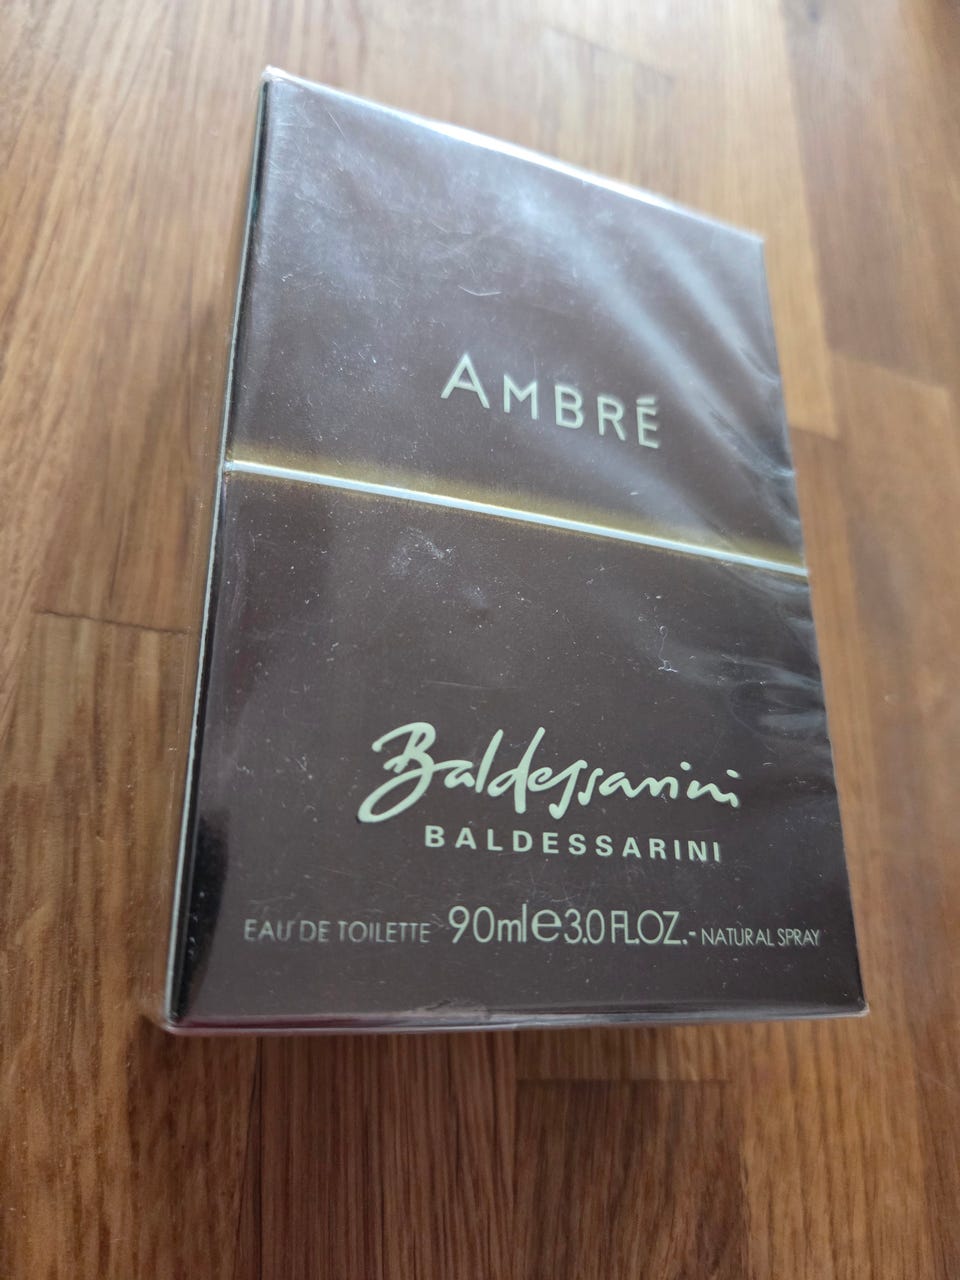 AMBRÉ
Baldessarini
BALDESSARINI
EAU DE TOILETTE 90ml e 3.0 FL.OZ.- NATURAL SPRAY